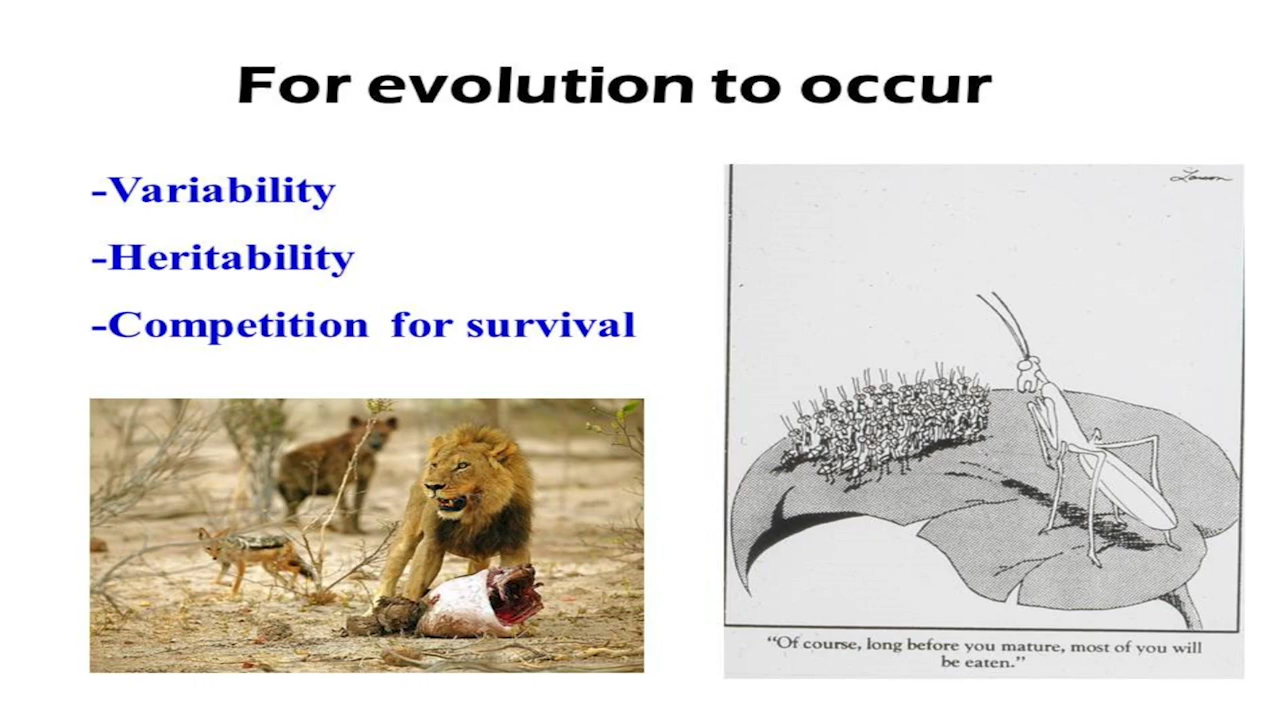 For evolution to occur
-Variability
-Heritability
-Competition for survival
Larson
“Of course, long before you mature, most of you will
be eaten.”